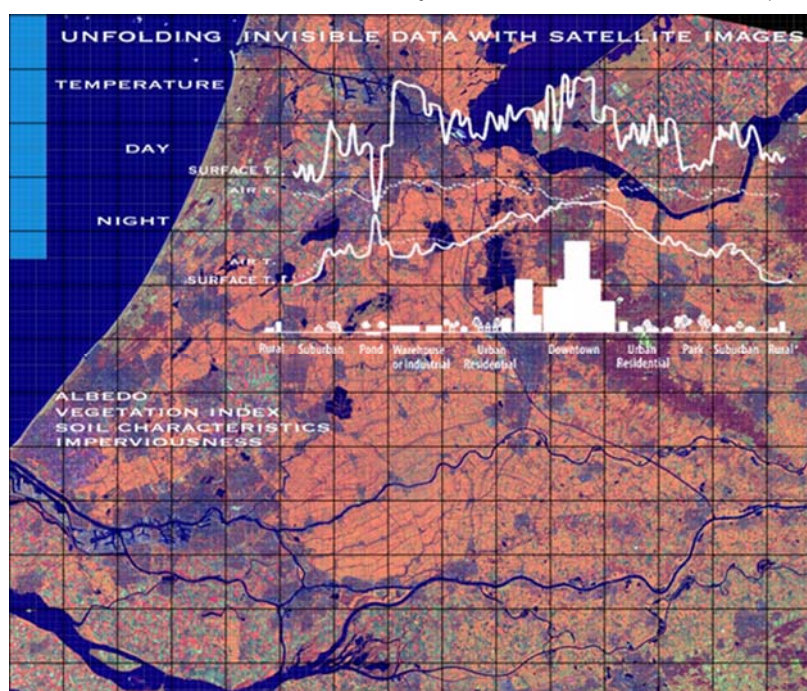 UNFOLDING INVISIBLE DATA WITH SATELLITE IMAGES
TEMPERATURE
DAY
SURFACE T.
AIR T.
NIGHT
AIR T.
SURFACE T.
Rural Suburban Pond Warehouse or Industrial Urban Residential Downtown Urban Residential Park Suburban Rural
ALBEDO
VEGETATION INDEX
SOIL CHARACTERISTICS
IMPERVIOUSNESS